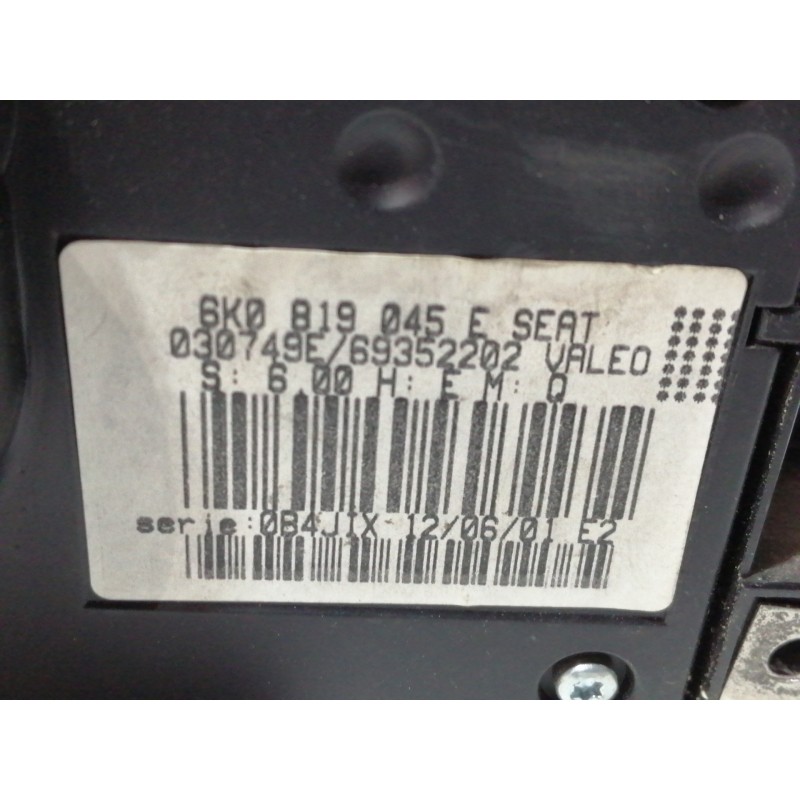 6K0 819 045 E SEAT
030749E/69352202 VALEO
S: 6.00 H: E M: Q
serie:0B4JIX 12/06/01 E2